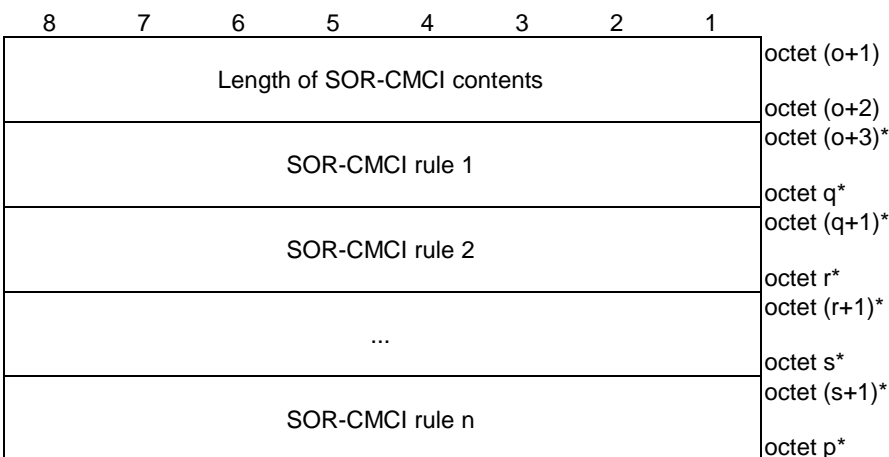 8 7 6 5 4 3 2 1
octet (o+1)
Length of SOR-CMCI contents
octet (o+2)
octet (o+3)*
SOR-CMCI rule 1
octet q*
octet (q+1)*
SOR-CMCI rule 2
octet r*
octet (r+1)*
...
octet s*
octet (s+1)*
SOR-CMCI rule n
octet p*